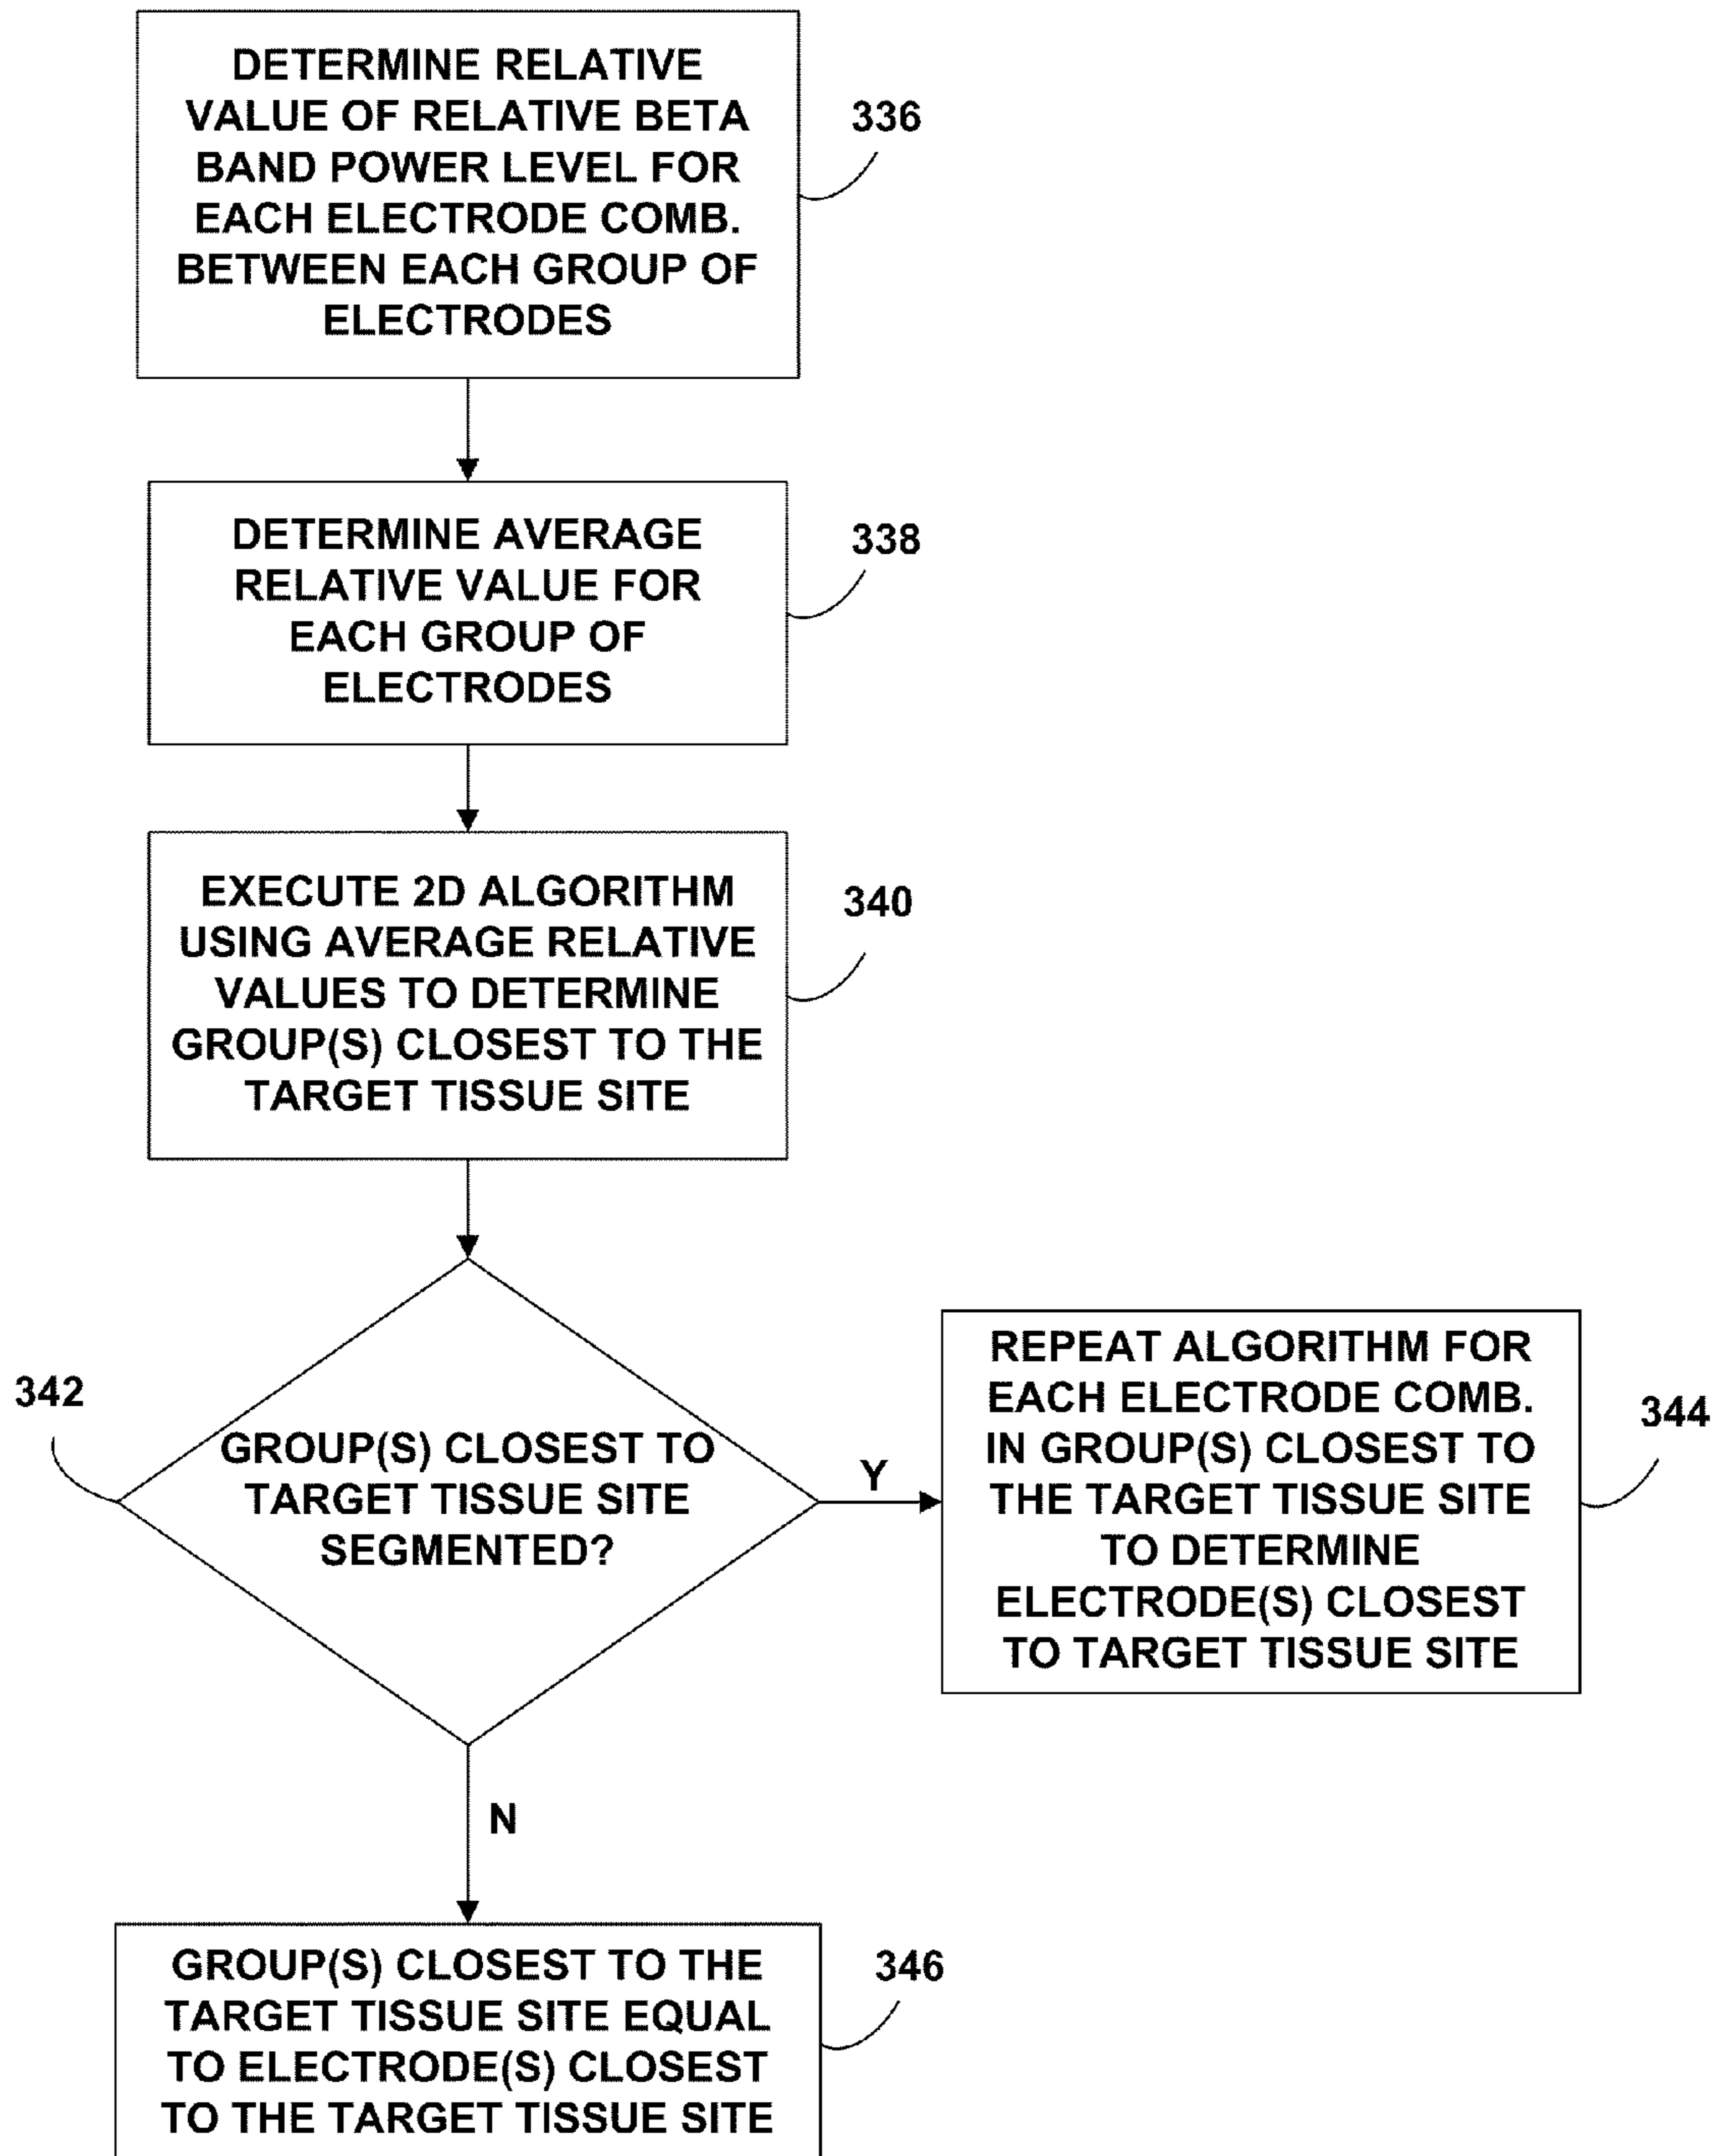 DETERMINE RELATIVE
VALUE OF RELATIVE BETA
BAND POWER LEVEL FOR
EACH ELECTRODE COMB.
BETWEEN EACH GROUP OF
ELECTRODES
336
DETERMINE AVERAGE
RELATIVE VALUE FOR
EACH GROUP OF
ELECTRODES
338
EXECUTE 2D ALGORITHM
USING AVERAGE RELATIVE
VALUES TO DETERMINE
GROUP(S) CLOSEST TO THE
TARGET TISSUE SITE
340
342
GROUP(S) CLOSEST TO
TARGET TISSUE SITE
SEGMENTED?
Y
REPEAT ALGORITHM FOR
EACH ELECTRODE COMB.
IN GROUP(S) CLOSEST TO
THE TARGET TISSUE SITE
TO DETERMINE
ELECTRODE(S) CLOSEST
TO TARGET TISSUE SITE
344
N
GROUP(S) CLOSEST TO THE
TARGET TISSUE SITE EQUAL
TO ELECTRODE(S) CLOSEST
TO THE TARGET TISSUE SITE
346